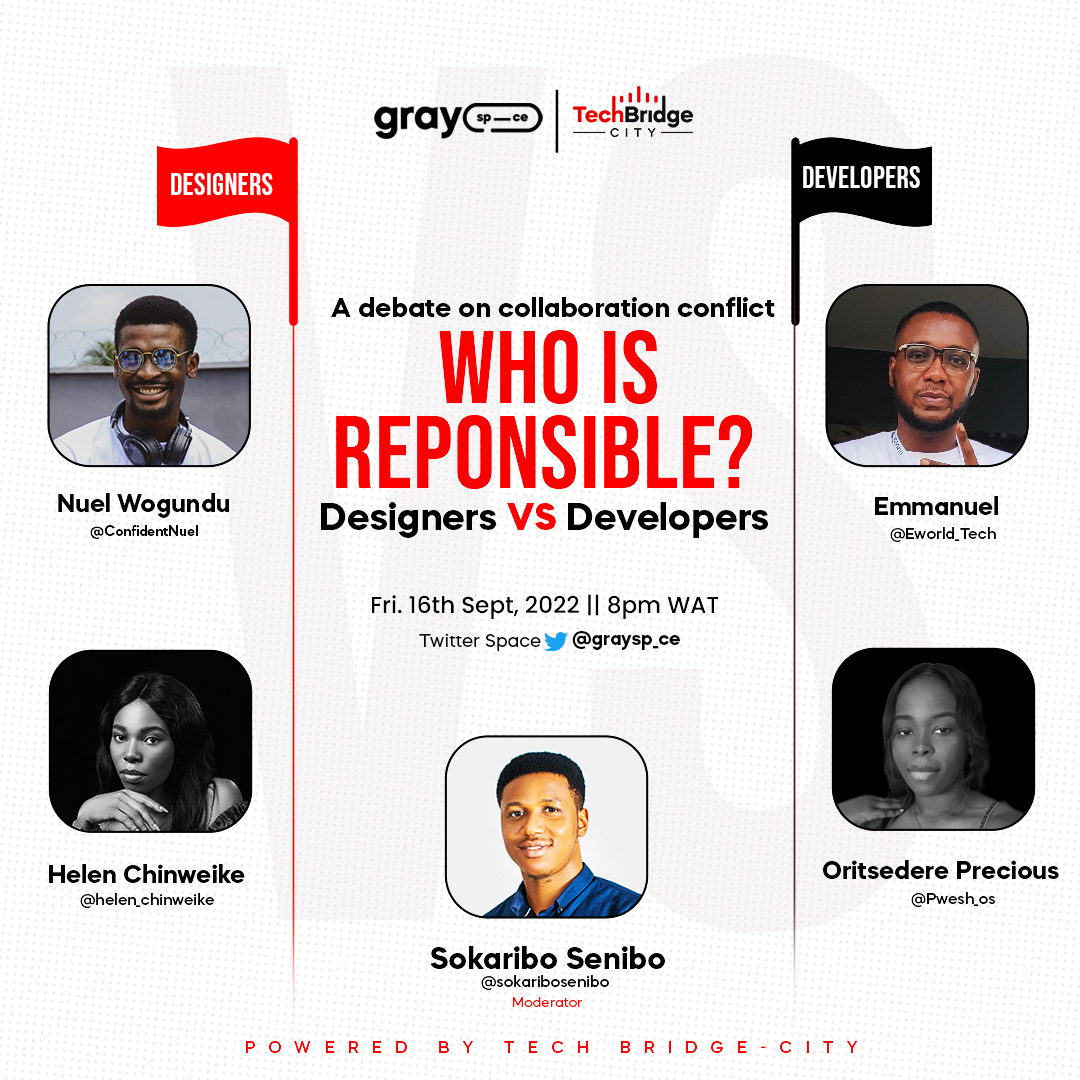 gray sp__ce
TechBridge
CITY
DESIGNERS
DEVELOPERS
A debate on collaboration conflict
WHO IS
REPONSIBLE?
Designers VS Developers
Nuel Wogundu
@ConfidentNuel
Emmanuel
@Eworld_Tech
Fri. 16th Sept, 2022 || 8pm WAT
Twitter Space @graysp_ce
Helen Chinweike
@helen_chinweike
Oritsedere Precious
@Pwesh_os
Sokaribo Senibo
@sokaribosenibo
Moderator
POWERED BY TECH BRIDGE-CITY
VS